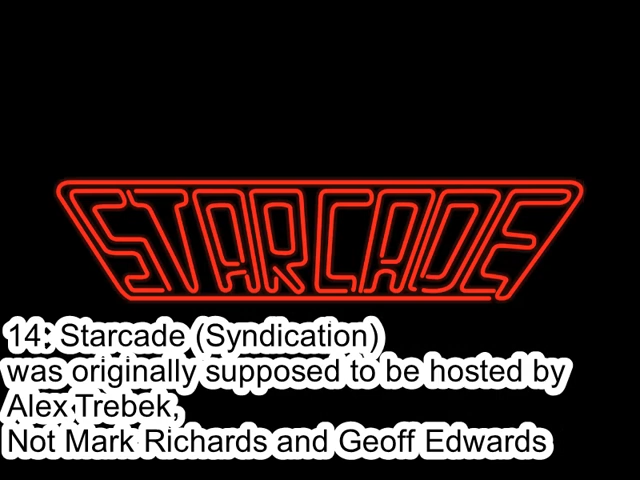 STARCADE
14: Starcade (Syndication)
was originally supposed to be hosted by
Alex Trebek,
Not Mark Richards and Geoff Edwards